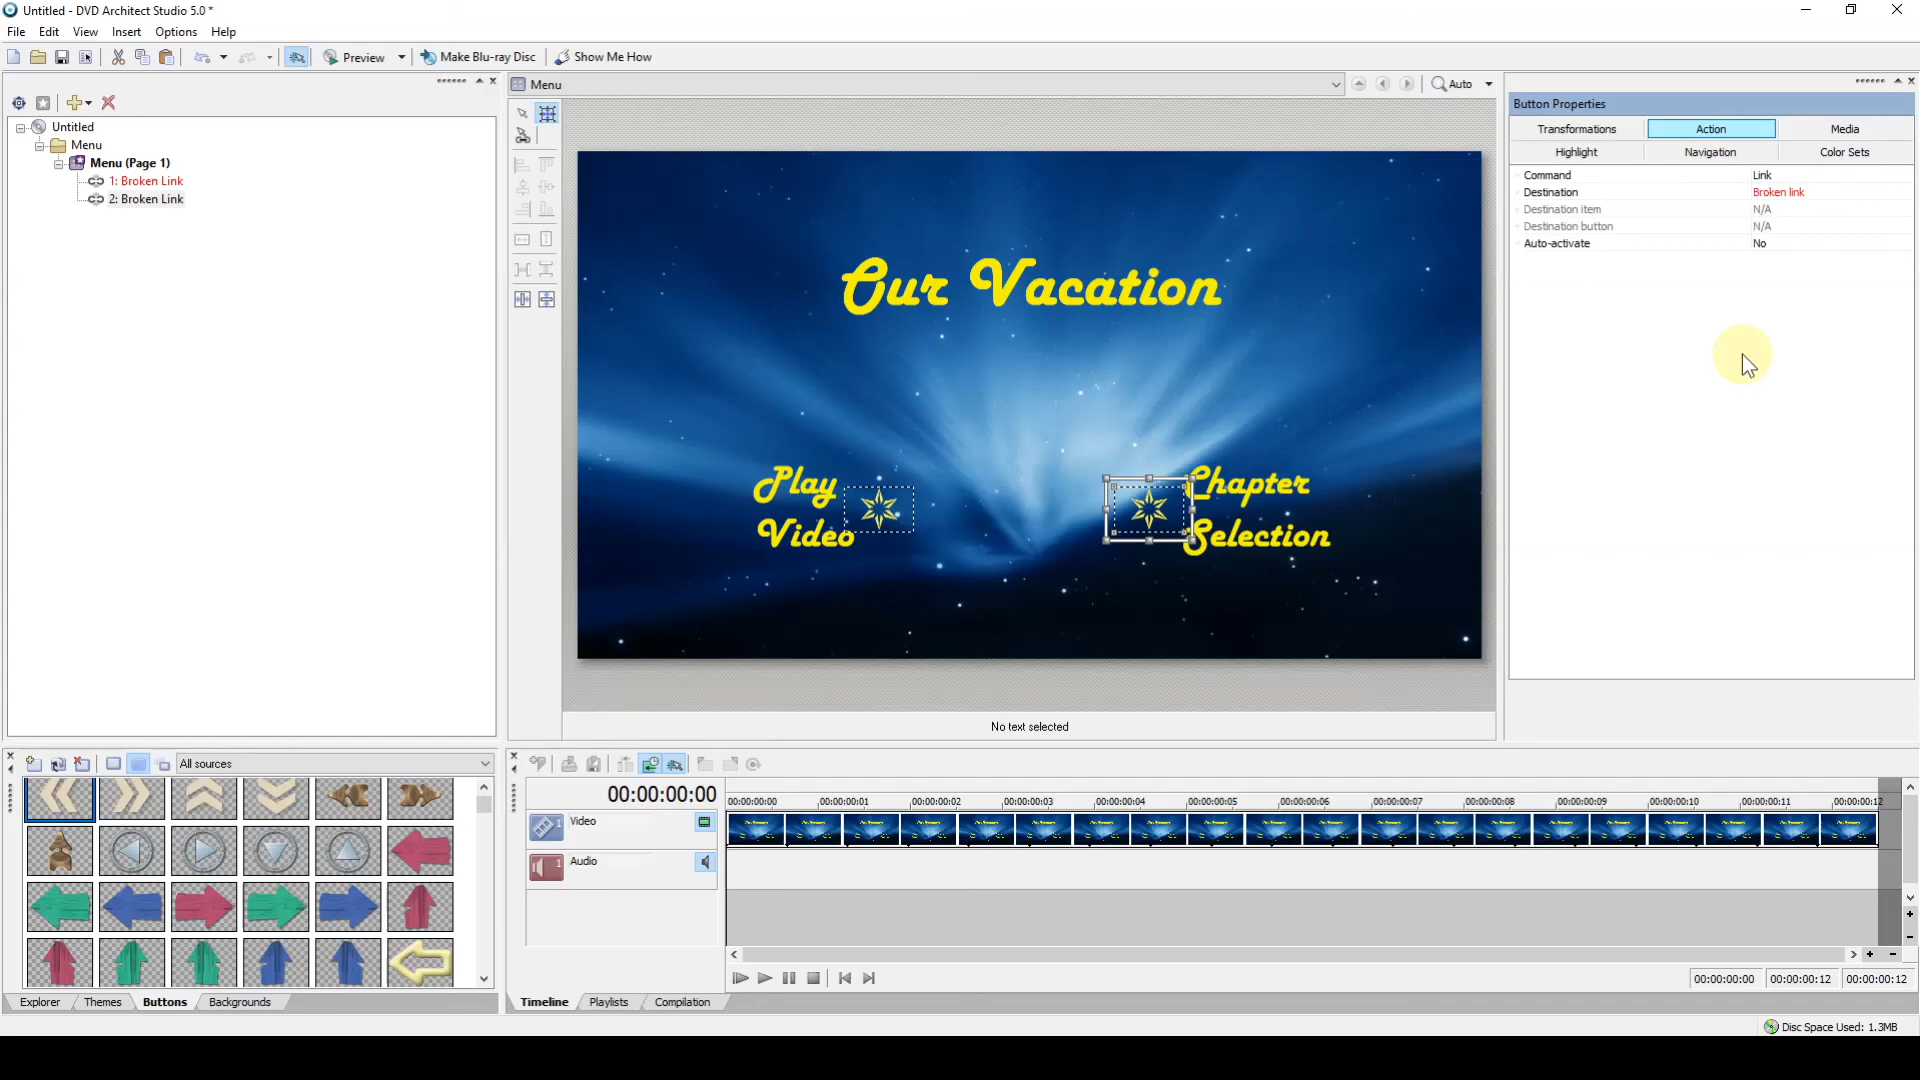 Untitled - DVD Architect Studio 5.0 *
File Edit View Insert Options Help
Preview Make Blu-ray Disc Show Me How
Untitled
Menu
Menu (Page 1)
1: Broken Link
2: Broken Link
Menu
Auto
Our Vacation
Play
Video
Chapter
Selection
No text selected
Button Properties
Transformations Action Media
Highlight Navigation Color Sets
Command Link
Destination Broken link
Destination item N/A
Destination button N/A
Auto-activate No
All sources
Explorer Themes Buttons Backgrounds
00:00:00:00
00:00:00:00 00:00:00:01 00:00:00:02 00:00:00:03 00:00:00:04 00:00:00:05 00:00:00:06 00:00:00:07 00:00:00:08 00:00:00:09 00:00:00:10 00:00:00:11 00:00:00:12
1 Video
1 Audio
00:00:00:00 00:00:00:12 00:00:00:12
Timeline Playlists Compilation
Disc Space Used: 1.3MB